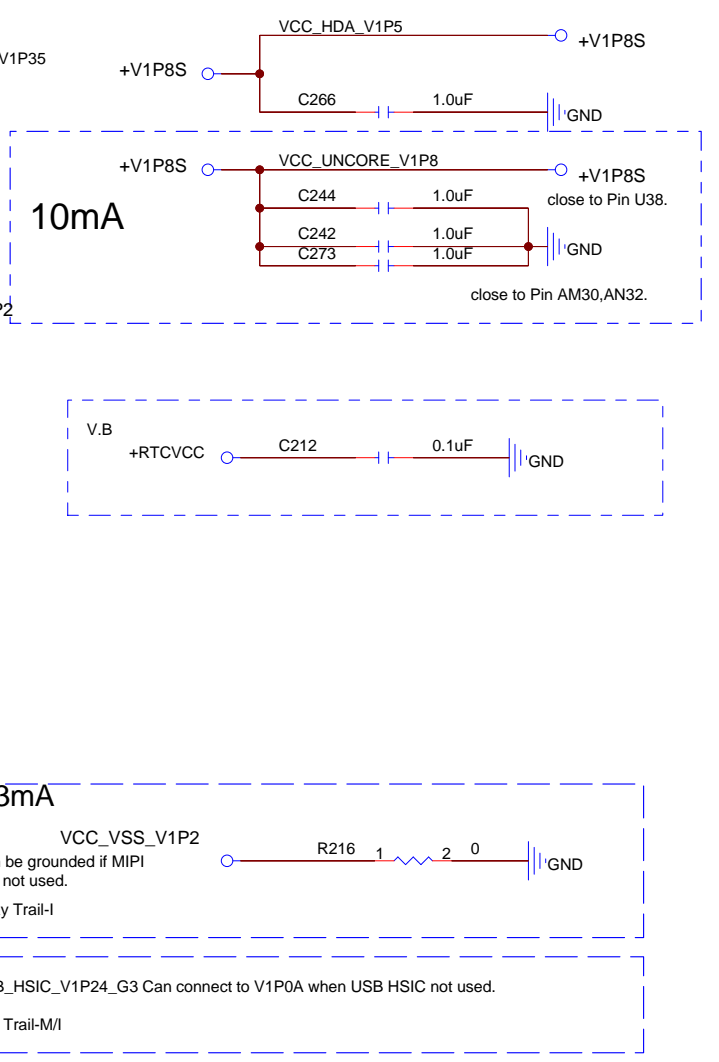 VCC_HDA_V1P5
+V1P8S
V1P35
+V1P8S
C266 1.0uF
GND
+V1P8S VCC_UNCORE_V1P8
+V1P8S
C244 1.0uF close to Pin U38.
10mA
C242 1.0uF
GND
C273 1.0uF
close to Pin AM30,AN32.
V.B
+RTCVCC C212 0.1uF
GND
3mA
VCC_VSS_V1P2
R216 1 2 0
be grounded if MIPI
GND
not used.
y Trail-I
_HSIC_V1P24_G3 Can connect to V1P0A when USB HSIC not used.
Trail-M/I